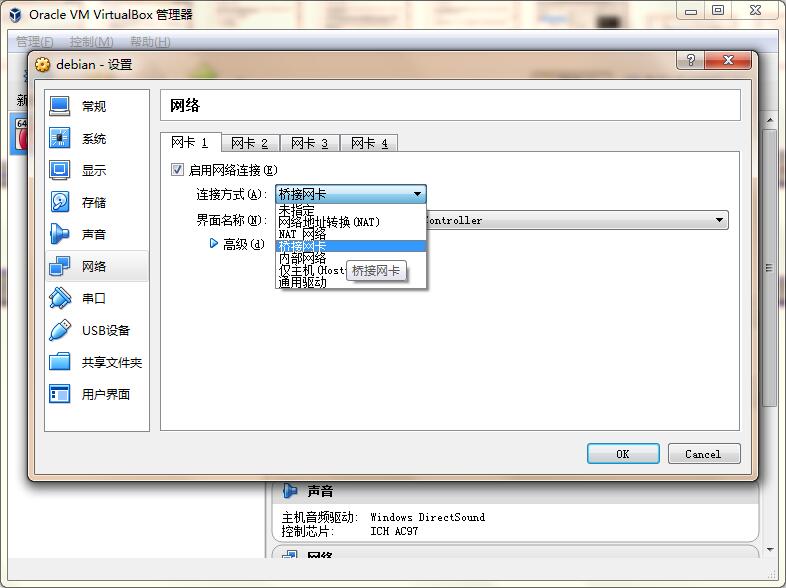 Oracle VM VirtualBox 管理器
管理(F) 控制(M) 帮助(H)
debian - 设置
新
64
常规
系统
显示
存储
声音
网络
串口
USB设备
共享文件夹
用户界面
网络
网卡 1 网卡 2 网卡 3 网卡 4
启用网络连接(E)
连接方式(A): 桥接网卡
未指定
界面名称(N): Controller
网络地址转换(NAT)
NAT 网络
高级(d)
桥接网卡
内部网络
仅主机(Host
桥接网卡
通用驱动
OK Cancel
声音
主机音频驱动: Windows DirectSound
控制芯片: ICH AC97
网络